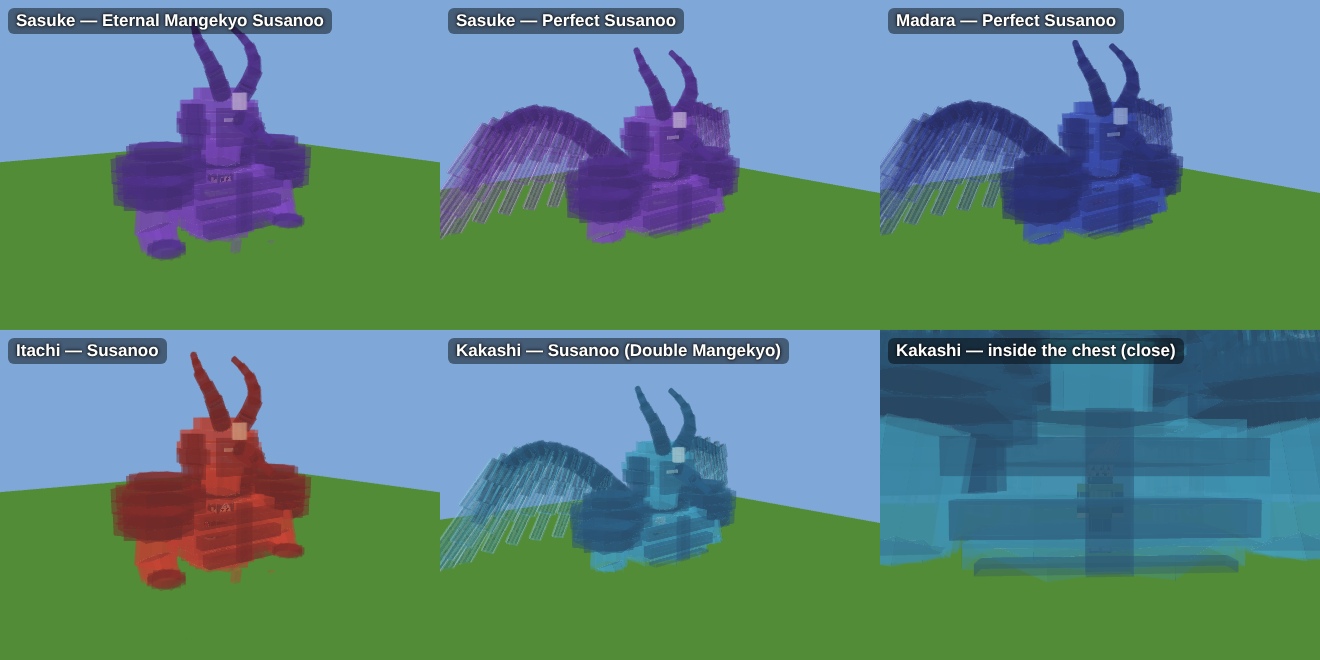 Sasuke — Eternal Mangekyo Susanoo
Sasuke — Perfect Susanoo
Madara — Perfect Susanoo
Itachi — Susanoo
Kakashi — Susanoo (Double Mangekyo)
Kakashi — inside the chest (close)